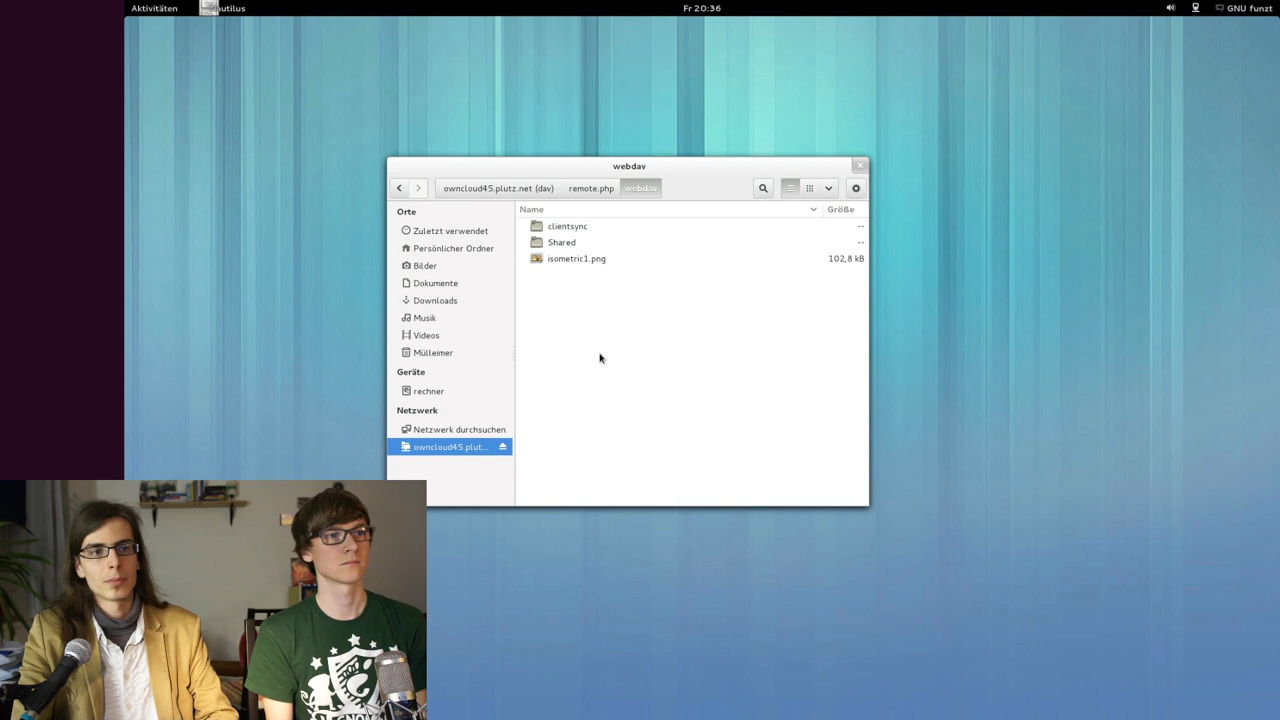 Aktivitäten
Fr 20:36
GNU funzt
webdav
owncloud45.plutz.net (dav)
remote.php
webdav
Orte
Zuletzt verwendet
Persönlicher Ordner
Bilder
Dokumente
Downloads
Musik
Videos
Mülleimer
Geräte
rechner
Netzwerk
Netzwerk durchsuchen
owncloud45.plut...
Name
Größe
clientsync
--
Shared
--
isometric1.png
102,8 kB